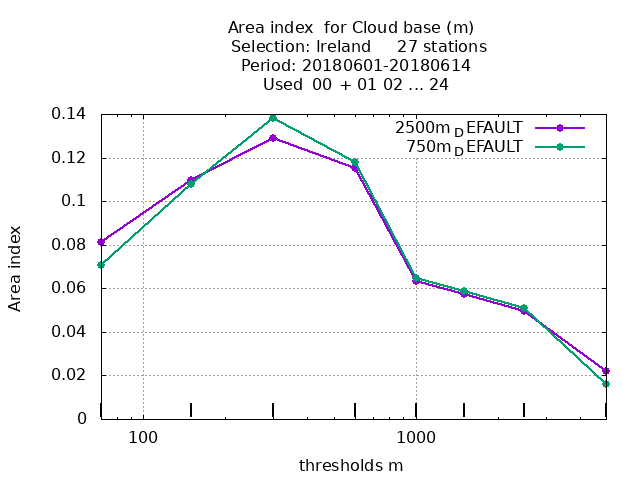 Area index  for Cloud base (m)
Selection: Ireland     27 stations
Period: 20180601-20180614
Used  00 + 01 02 ... 24
0.14
0.12
0.1
0.08
0.06
0.04
0.02
0
Area index
2500m_DEFAULT
750m_DEFAULT
100
1000
thresholds m